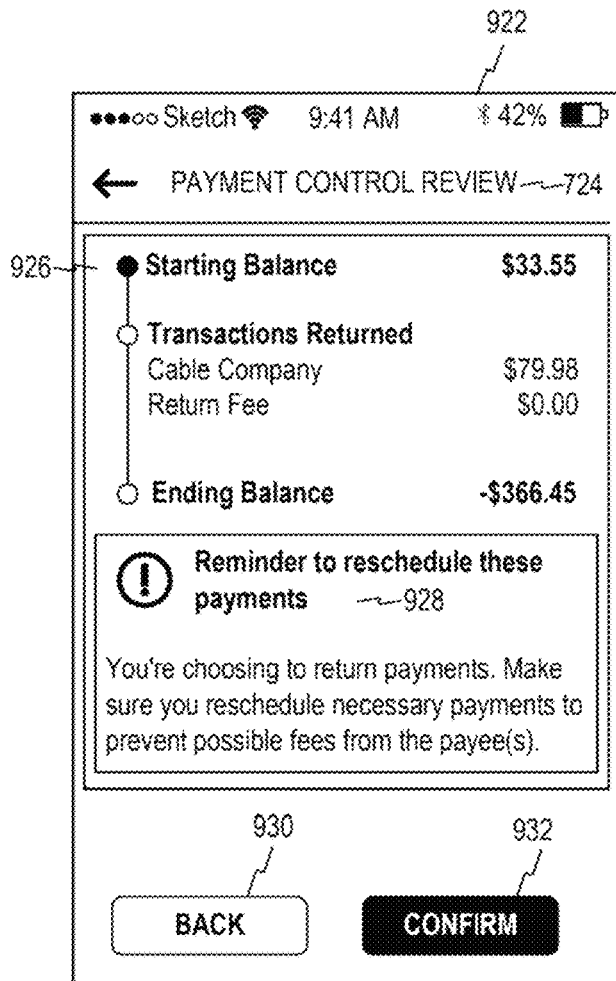 922
Sketch 9:41 AM 42%
PAYMENT CONTROL REVIEW 724
926 Starting Balance $33.55
Transactions Returned
Cable Company $79.98
Return Fee $0.00
Ending Balance -$366.45
Reminder to reschedule these
payments 928
You're choosing to return payments. Make
sure you reschedule necessary payments to
prevent possible fees from the payee(s).
930 932
BACK CONFIRM